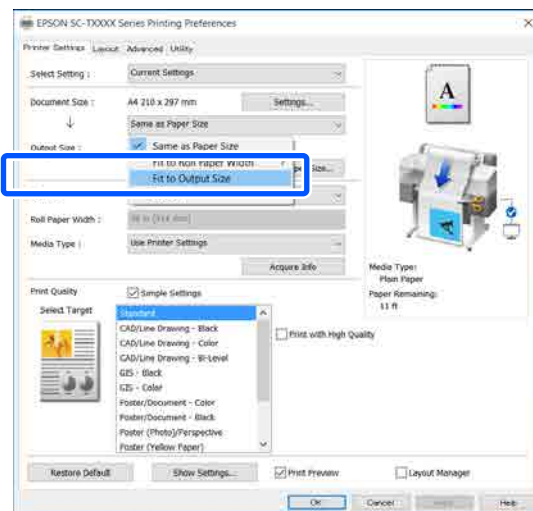 EPSON SC-TXXXX Series Printing Preferences
Printer Settings Layout Advanced Utility
Select Setting :
Current Settings
Document Size :
A4 210 x 297 mm
Settings...
Same as Paper Size
Output Size :
Same as Paper Size
Fit to Roll Paper Width
Size...
Fit to Output Size
Roll Paper Width :
Media Type :
Use Printer Settings
Acquire Info
Media Type:
Plain Paper
Paper Remaining:
11 ft
Print Quality
Simple Settings
Select Target
Standard
CAD/Line Drawing - Black
CAD/Line Drawing - Color
CAD/Line Drawing - Bi-Level
GIS - Black
GIS - Color
Poster/Document - Color
Poster/Document - Black
Poster (Photo)/Perspective
Poster (Yellow Paper)
Print with High Quality
Restore Default
Show Settings...
Print Preview
Layout Manager
OK
Cancel
Help
A